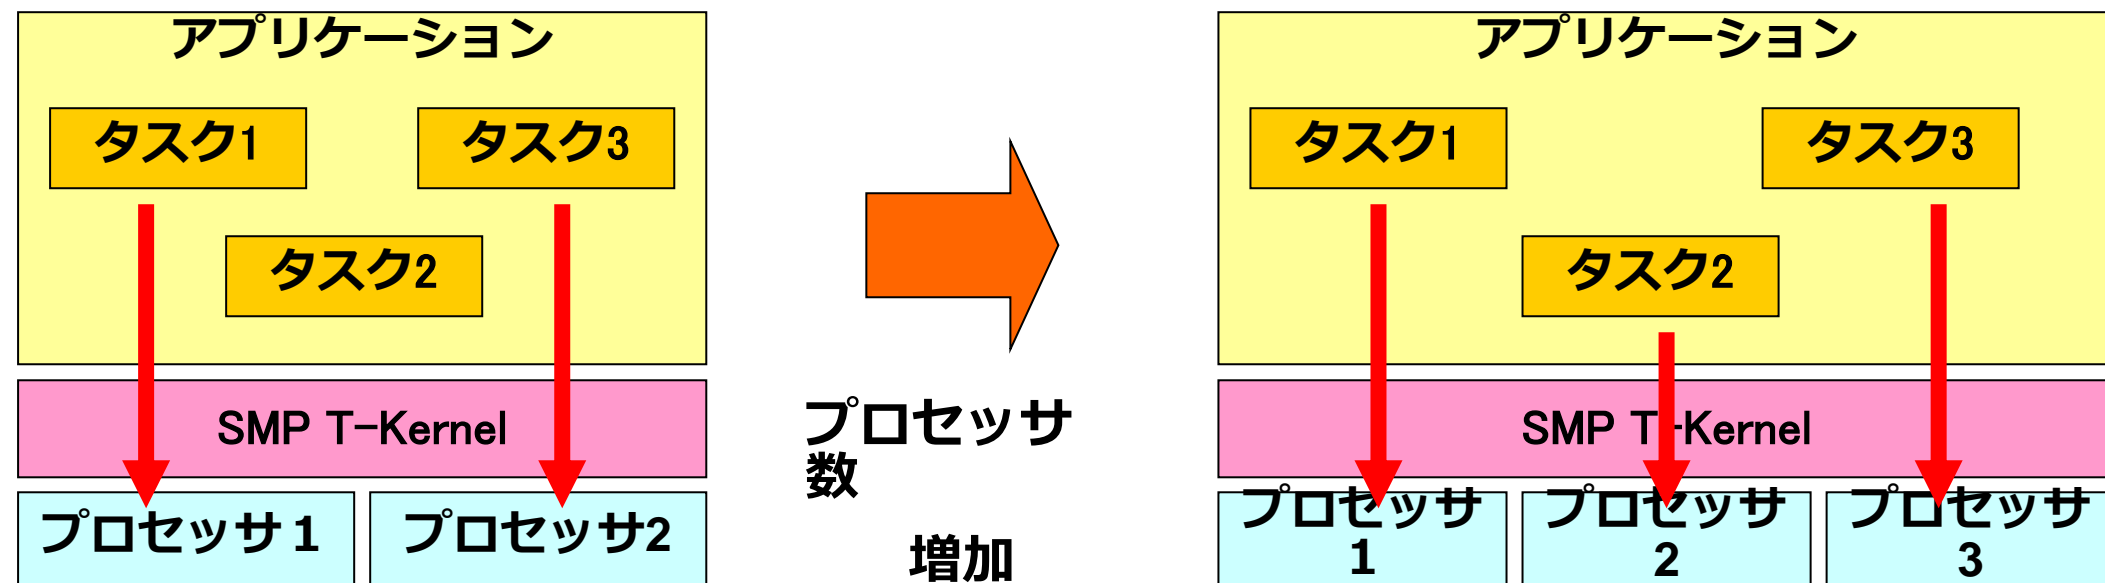 アプリケーション
タスク1
タスク3
タスク2
SMP T-Kernel
プロセッサ１
プロセッサ2
プロセッサ
数
増加
アプリケーション
タスク1
タスク3
タスク2
SMP T-Kernel
プロセッサ
1
プロセッサ
2
プロセッサ
3